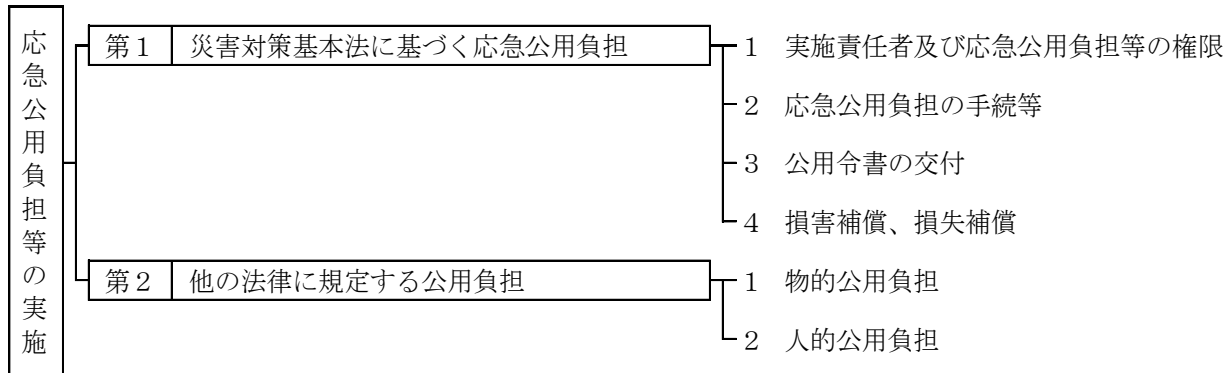 応急公用負担等の実施
第１ 災害対策基本法に基づく応急公用負担
１ 実施責任者及び応急公用負担等の権限
２ 応急公用負担の手続等
３ 公用令書の交付
４ 損害補償、損失補償
第２ 他の法律に規定する公用負担
１ 物的公用負担
２ 人的公用負担